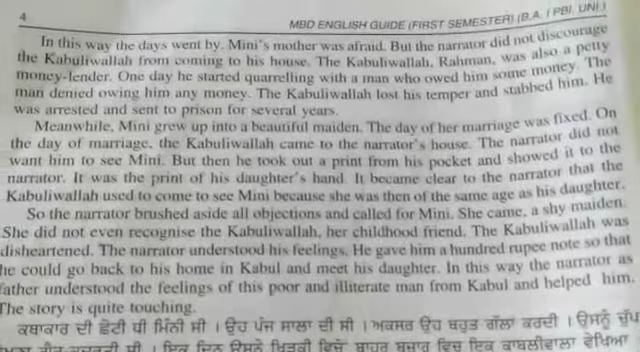 4
MBD ENGLISH GUIDE (FIRST SEMESTER) (B.A. I PBI. UNI.)
In this way the days went by. Mini's mother was afraid. But the narrator did not discourage
the Kabuliwallah from coming to his house. The Kabuliwallah, Rahman, was also a petty
money-lender. One day he started quarrelling with a man who owed him some money. The
man denied owing him any money. The Kabuliwallah lost his temper and stabbed him. He
was arrested and sent to prison for several years.
Meanwhile, Mini grew up into a beautiful maiden. The day of her marriage was fixed. On
the day of marriage, the Kabuliwallah came to the narrator's house. The narrator did not
want him to see Mini. But then he took out a print from his pocket and showed it to the
narrator. It was the print of his daughter's hand. It became clear to the narrator that the
Kabuliwallah used to come to see Mini because she was then of the same age as his daughter.
So the narrator brushed aside all objections and called for Mini. She came, a shy maiden.
She did not even recognise the Kabuliwallah, her childhood friend. The Kabuliwallah was
disheartened. The narrator understood his feelings. He gave him a hundred rupee note so that
he could go back to his home in Kabul and meet his daughter. In this way the narrator as
father understood the feelings of this poor and illiterate man from Kabul and helped him.
The story is quite touching.
ਕਥਾਕਾਰ ਦੀ ਛੋਟੀ ਧੀ ਮਿੰਨੀ ਸੀ । ਉਹ ਪੰਜ ਸਾਲਾ ਦੀ ਸੀ । ਅਕਸਰ ਉਹ ਬਹੁਤ ਗੱਲਾਂ ਕਰਦੀ । ਉਸਨੂੰ ਚੁੱਪ
ਸੀ । ਇਕ ਦਿਨ ਉਸਨੇ ਖਿੜਕੀ ਵਿਚੋਂ ਬਾਹਰ ਬਜ਼ਾਰ ਵਿਚ ਇਕ ਕਾਬਲੀਵਾਲਾ ਵੇਖਿਆ